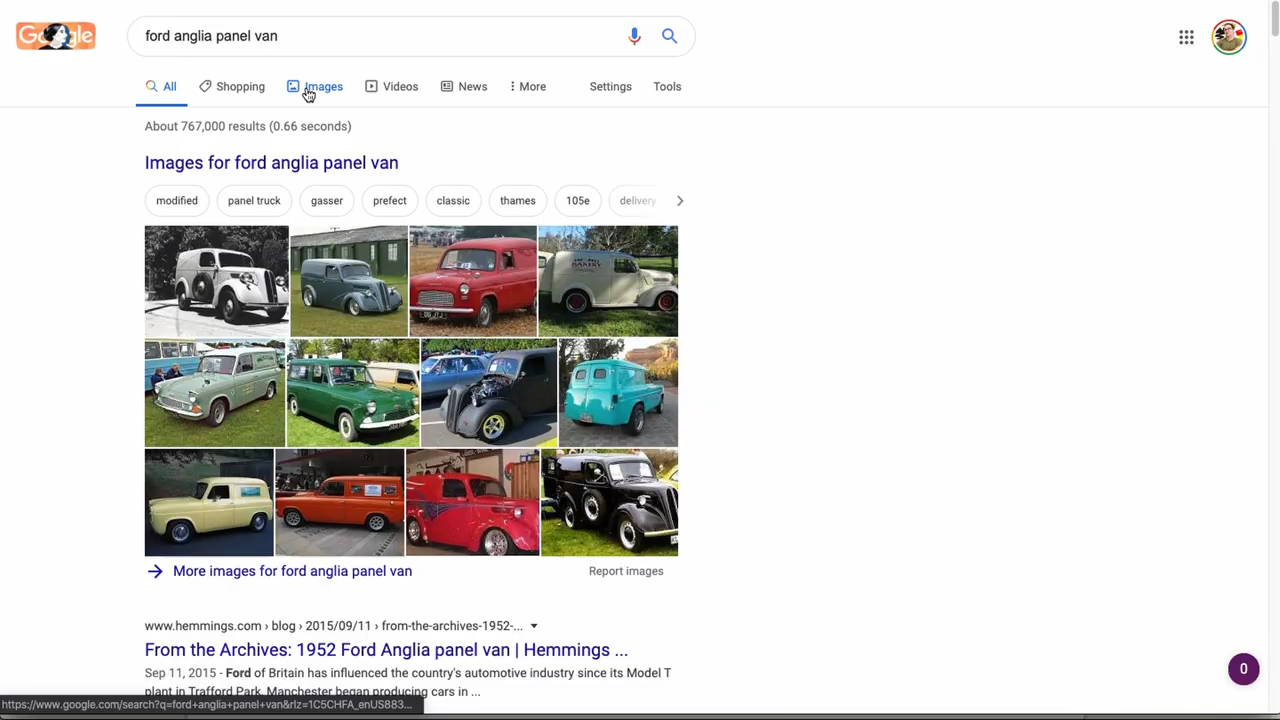 Google
ford anglia panel van
All Shopping Images Videos News More Settings Tools
About 767,000 results (0.66 seconds)
Images for ford anglia panel van
modified panel truck gasser prefect classic thames 105e delivery
More images for ford anglia panel van Report images
www.hemmings.com › blog › 2015/09/11 › from-the-archives-1952-...
From the Archives: 1952 Ford Anglia panel van | Hemmings ...
Sep 11, 2015 - Ford of Britain has influenced the country's automotive industry since its Model T
plant in Trafford Park, Manchester began producing cars in ...
0
https://www.google.com/search?q=ford+anglia+panel+van&rlz=1C5CHFA_enUS883...